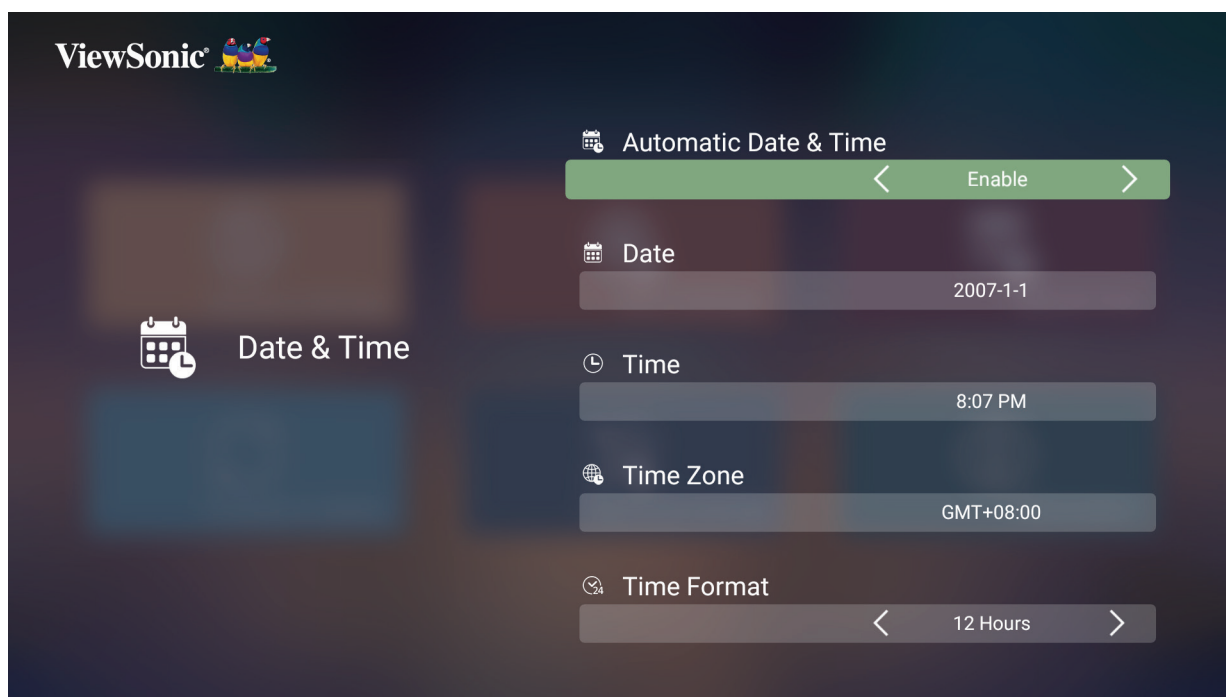 ViewSonic®
Automatic Date & Time
Enable
Date
2007-1-1
Date & Time
Time
8:07 PM
Time Zone
GMT+08:00
24
Time Format
12 Hours